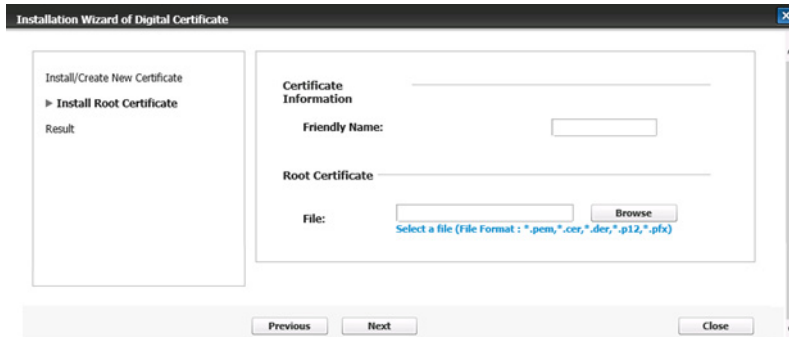 Installation Wizard of Digital Certificate
Install/Create New Certificate
▶ Install Root Certificate
Result
Certificate
Information
Friendly Name:
Root Certificate
File:
Browse
Select a file (File Format : *.pem,*.cer,*.der,*.p12,*.pfx)
Previous
Next
Close